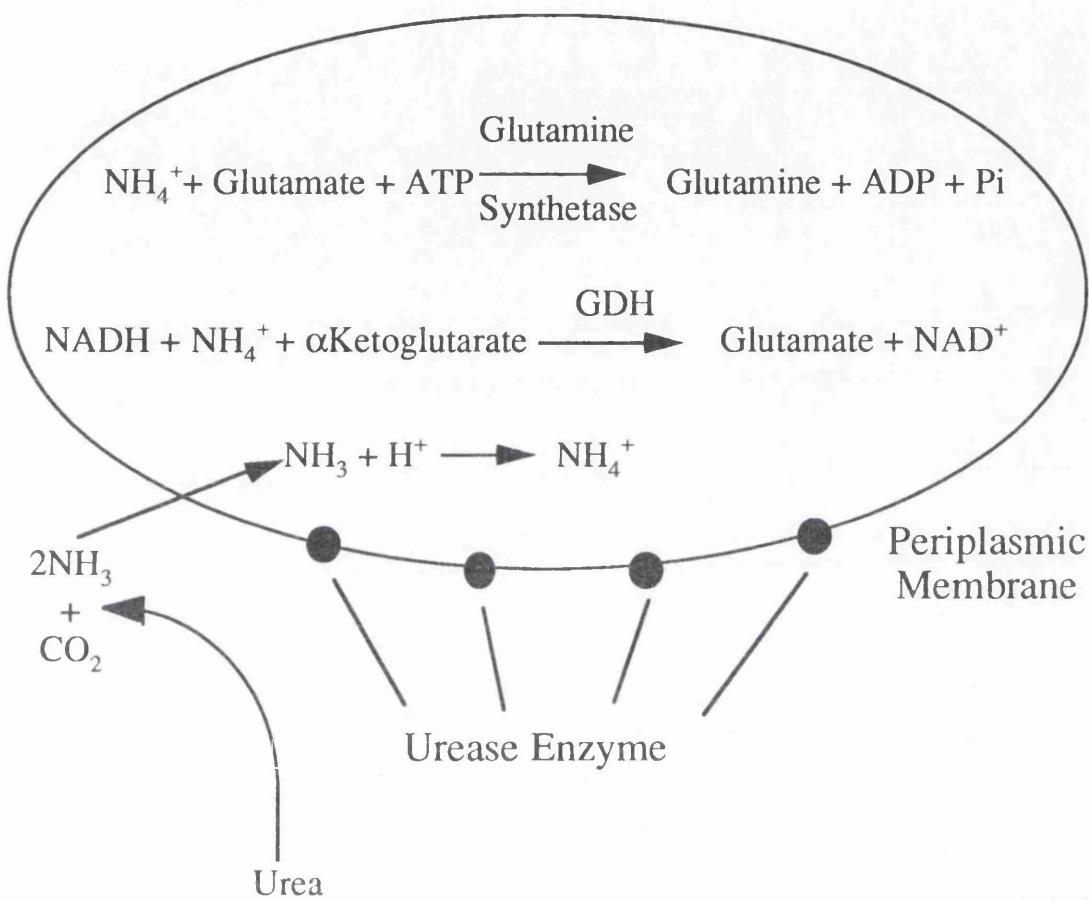 Glutamine
NH₄⁺ + Glutamate + ATP Glutamine + ADP + Pi
Synthetase
GDH
NADH + NH₄⁺ + αKetoglutarate Glutamate + NAD⁺
NH₃ + H⁺ NH₄⁺
2NH₃
+
CO₂
Periplasmic
Membrane
Urease Enzyme
Urea